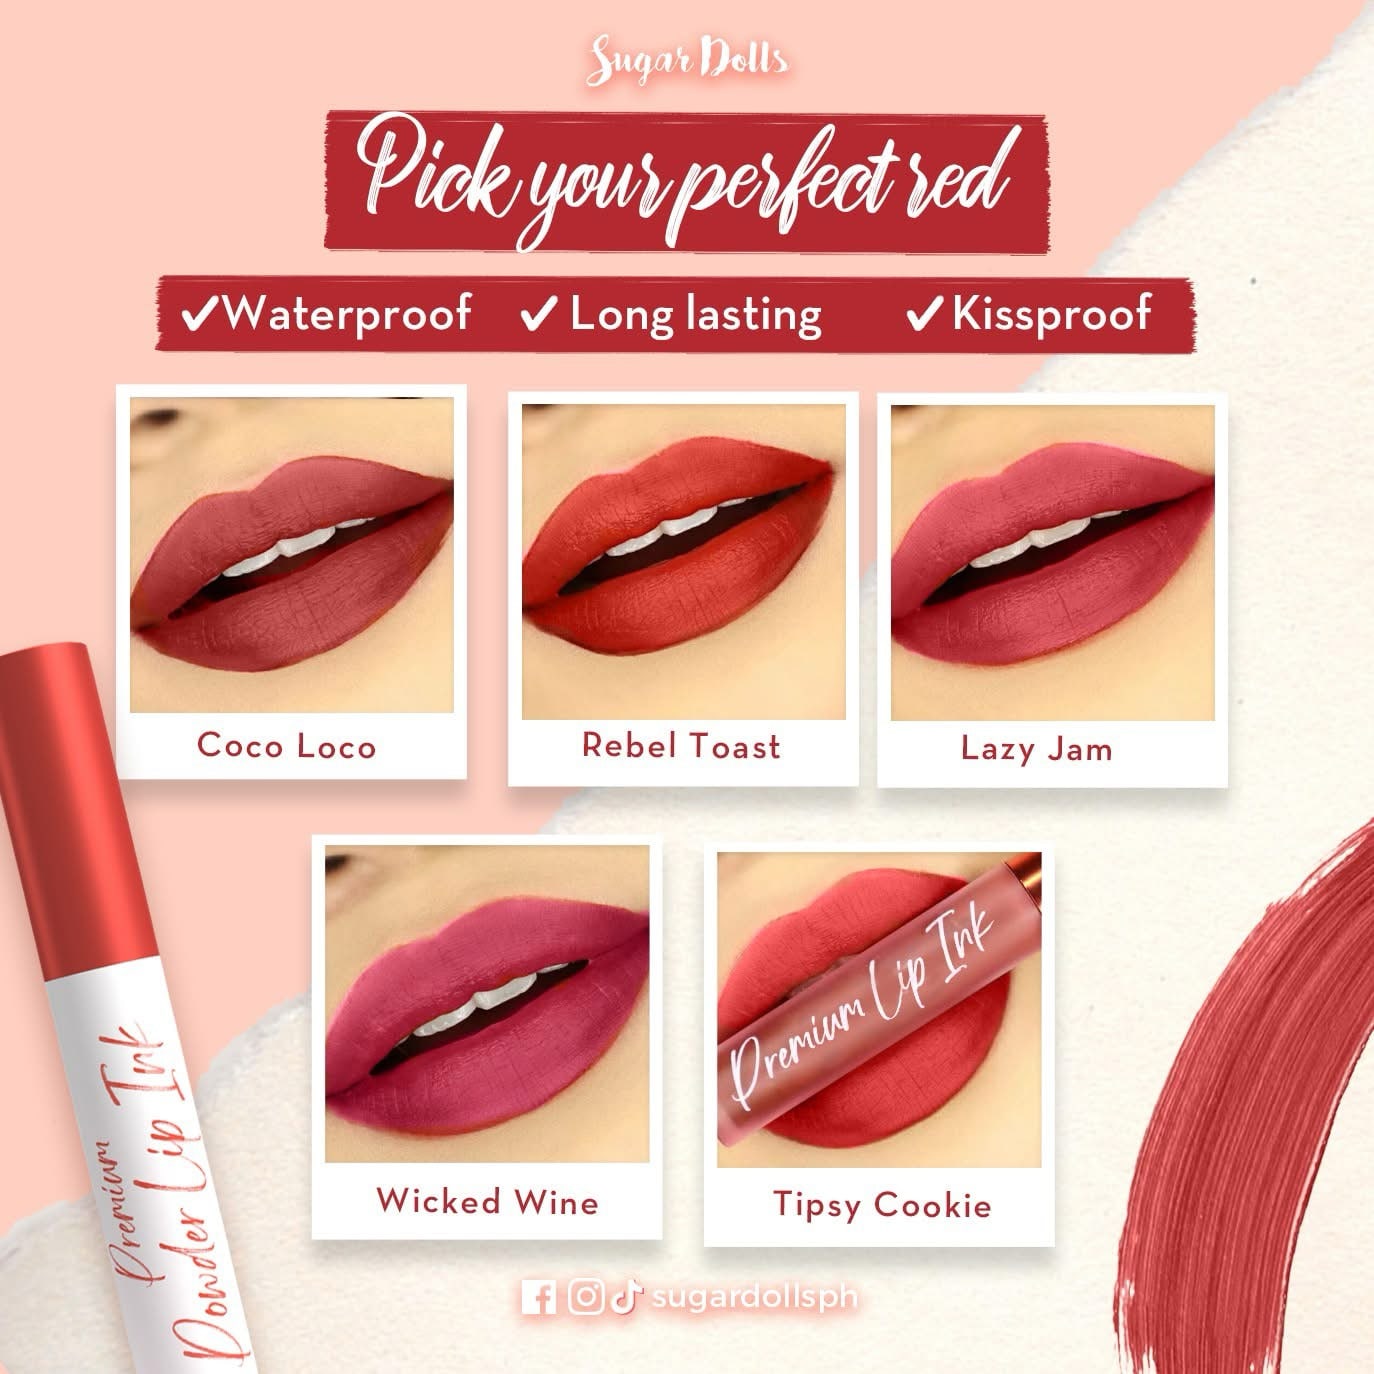 Sugar Dolls
Pick your perfect red
✔Waterproof ✔ Long lasting ✔Kissproof
Coco Loco
Rebel Toast
Lazy Jam
Premium Lip Ink
Wicked Wine
Tipsy Cookie
Premium
Powder Lip Ink
sugardollsph